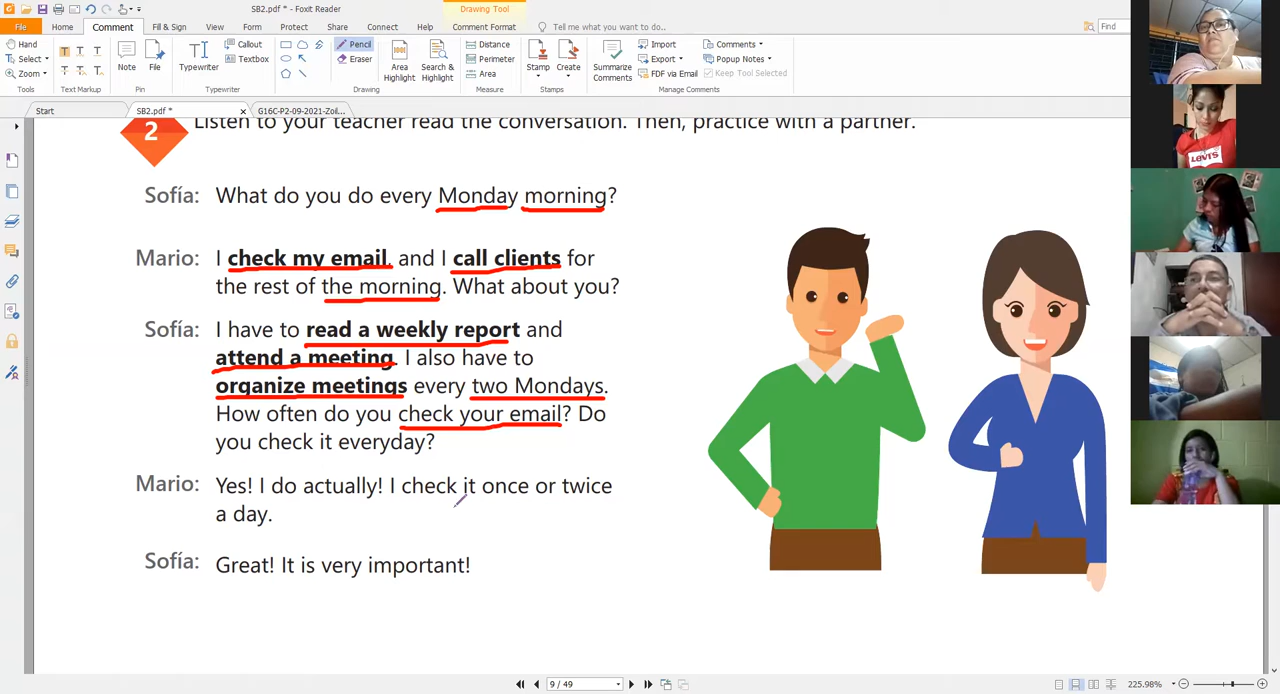 SB2.pdf * - Foxit Reader
Drawing Tool
File Home Comment Fill & Sign View Form Protect Share Connect Help Extras Comment Format Tell me what you want to do... Find
Hand
Select
Zoom
Tools
T T T
T T T
Text Markup
Note
File
Pin
Typewriter
Callout
Textbox
Typewriter
Pencil
Eraser
Area Highlight
Search & Highlight
Drawing
Distance
Perimeter
Area
Measure
Stamp
Create
Stamps
Summarize Comments
Import
Export
FDF via Email
Comments
Popup Notes
Keep Tool Selected
Manage Comments
Start SB2.pdf * G16C-P2-09-2021-Zoil...
2 Listen to your teacher read the conversation. Then, practice with a partner.
Sofía: What do you do every Monday morning?
Mario: I check my email, and I call clients for
the rest of the morning. What about you?
Sofía: I have to read a weekly report and
attend a meeting. I also have to
organize meetings every two Mondays.
How often do you check your email? Do
you check it everyday?
Mario: Yes! I do actually! I check it once or twice
a day.
Sofía: Great! It is very important!
LEVI'S
9 / 49
225.98%